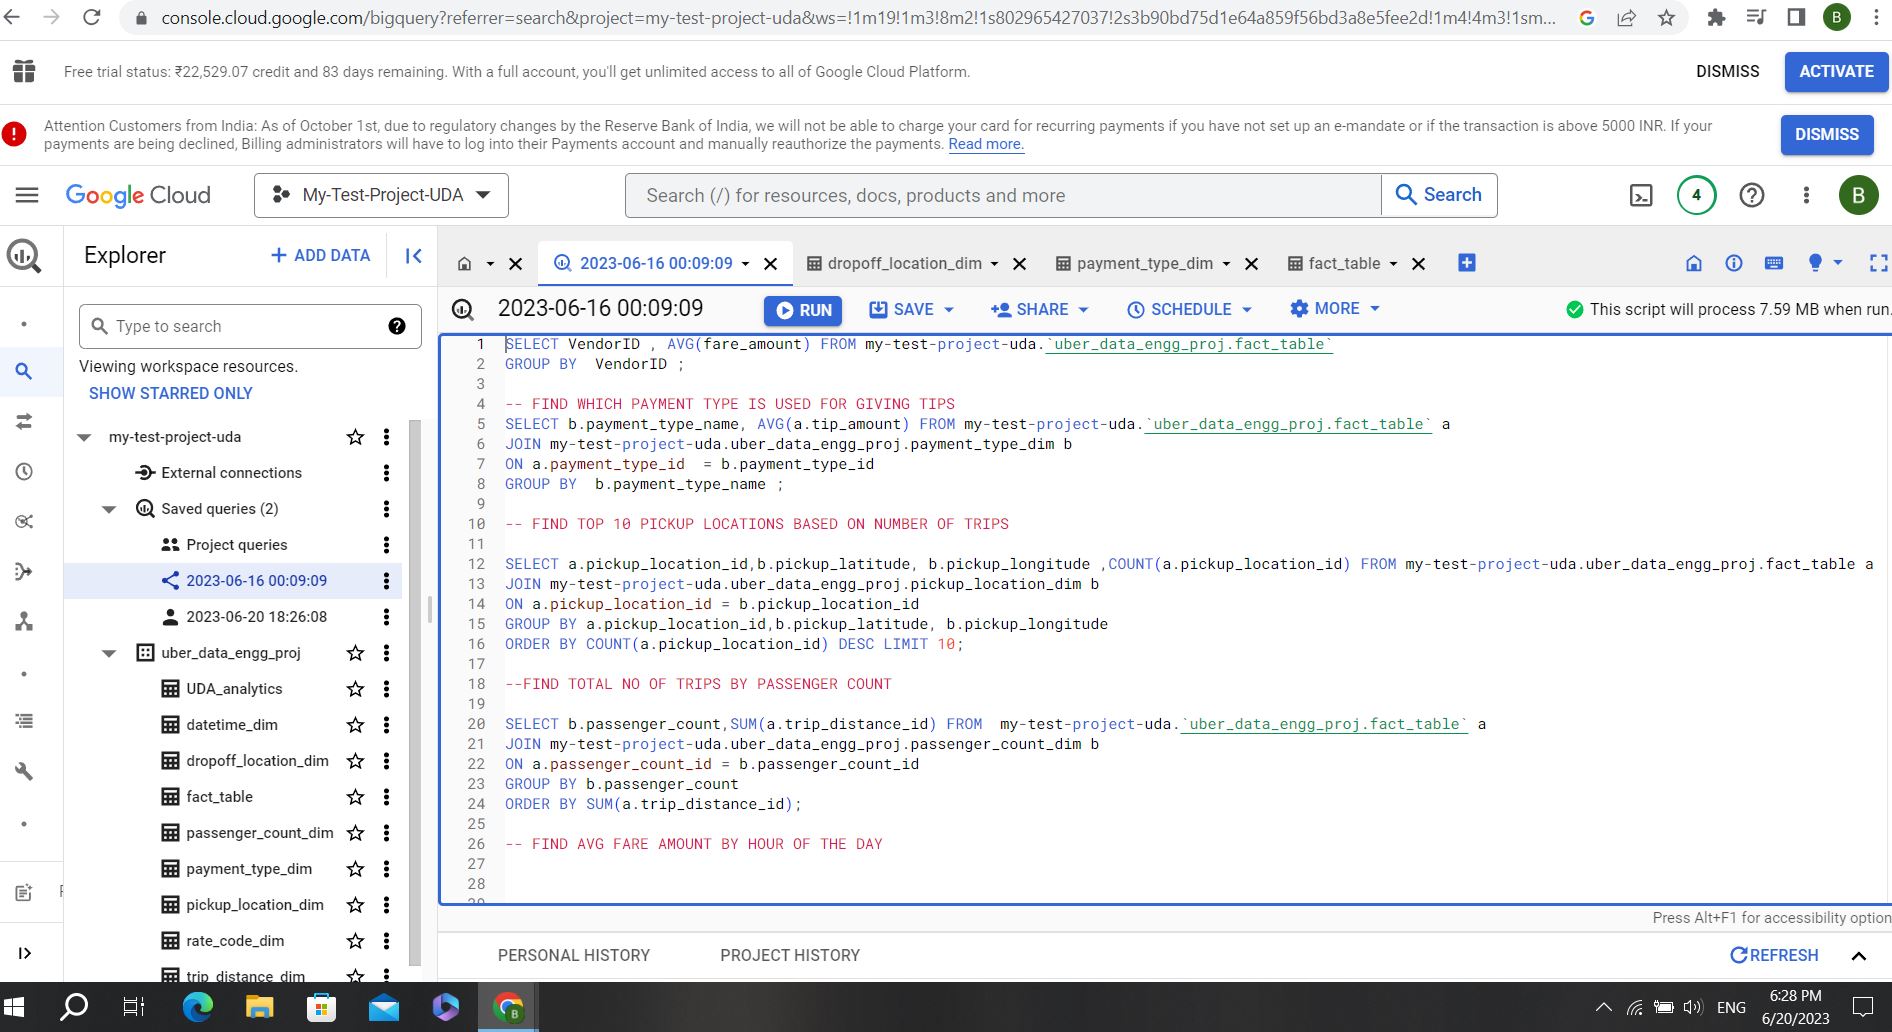 console.cloud.google.com/bigquery?referrer=search&project=my-test-project-uda&ws=!1m19!1m3!8m2!1s802965427037!2s3b90bd75d1e64a859f56bd3a8e5fee2d!1m4!4m3!1sm... G B
Free trial status: ₹22,529.07 credit and 83 days remaining. With a full account, you'll get unlimited access to all of Google Cloud Platform. DISMISS ACTIVATE
Attention Customers from India: As of October 1st, due to regulatory changes by the Reserve Bank of India, we will not be able to charge your card for recurring payments if you have not set up an e-mandate or if the transaction is above 5000 INR. If your
payments are being declined, Billing administrators will have to log into their Payments account and manually reauthorize the payments. Read more. DISMISS
Google Cloud My-Test-Project-UDA Search (/) for resources, docs, products and more Search 4 B
Explorer + ADD DATA
2023-06-16 00:09:09 dropoff_location_dim payment_type_dim fact_table
2023-06-16 00:09:09 RUN SAVE SHARE SCHEDULE MORE This script will process 7.59 MB when run.
Type to search
Viewing workspace resources.
SHOW STARRED ONLY
my-test-project-uda
External connections
Saved queries (2)
Project queries
2023-06-16 00:09:09
2023-06-20 18:26:08
uber_data_engg_proj
UDA_analytics
datetime_dim
dropoff_location_dim
fact_table
passenger_count_dim
payment_type_dim
pickup_location_dim
rate_code_dim
trip_distance_dim
1 SELECT VendorID , AVG(fare_amount) FROM my-test-project-uda.`uber_data_engg_proj.fact_table`
2 GROUP BY  VendorID ;
3
4 -- FIND WHICH PAYMENT TYPE IS USED FOR GIVING TIPS
5 SELECT b.payment_type_name, AVG(a.tip_amount) FROM my-test-project-uda.`uber_data_engg_proj.fact_table` a
6 JOIN my-test-project-uda.uber_data_engg_proj.payment_type_dim b
7 ON a.payment_type_id  = b.payment_type_id
8 GROUP BY  b.payment_type_name ;
9
10 -- FIND TOP 10 PICKUP LOCATIONS BASED ON NUMBER OF TRIPS
11
12 SELECT a.pickup_location_id,b.pickup_latitude, b.pickup_longitude ,COUNT(a.pickup_location_id) FROM my-test-project-uda.uber_data_engg_proj.fact_table a
13 JOIN my-test-project-uda.uber_data_engg_proj.pickup_location_dim b
14 ON a.pickup_location_id = b.pickup_location_id
15 GROUP BY a.pickup_location_id,b.pickup_latitude, b.pickup_longitude
16 ORDER BY COUNT(a.pickup_location_id) DESC LIMIT 10;
17
18 --FIND TOTAL NO OF TRIPS BY PASSENGER COUNT
19
20 SELECT b.passenger_count,SUM(a.trip_distance_id) FROM  my-test-project-uda.`uber_data_engg_proj.fact_table` a
21 JOIN my-test-project-uda.uber_data_engg_proj.passenger_count_dim b
22 ON a.passenger_count_id = b.passenger_count_id
23 GROUP BY b.passenger_count
24 ORDER BY SUM(a.trip_distance_id);
25
26 -- FIND AVG FARE AMOUNT BY HOUR OF THE DAY
27
28
29
Press Alt+F1 for accessibility option
PERSONAL HISTORY PROJECT HISTORY REFRESH
ENG
6:28 PM
6/20/2023